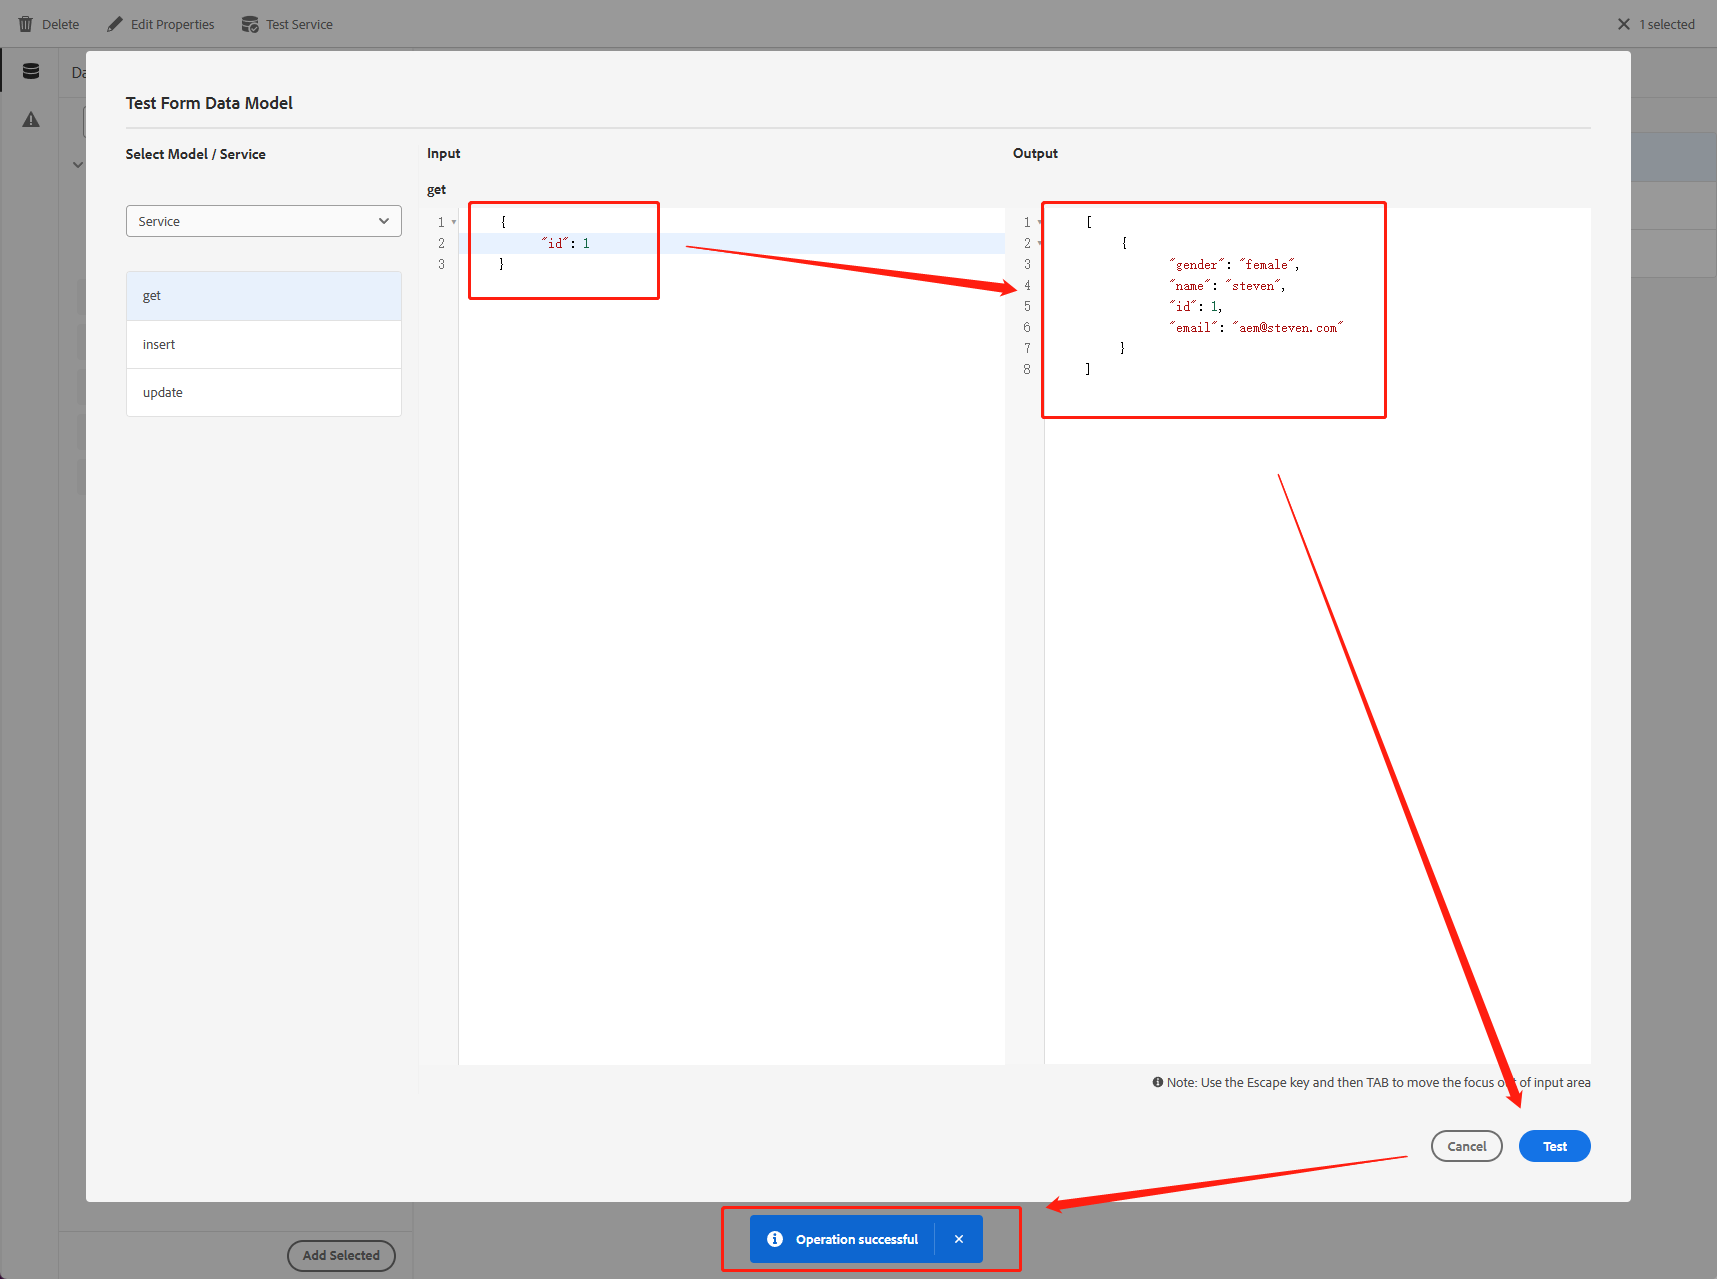 Delete
Edit Properties
Test Service
1 selected
Da
Test Form Data Model
Select Model / Service
Input
Output
get
Service
get
insert
update
1
{
2
"id": 1
3
}
1
[
2
{
3
"gender": "female",
4
"name": "steven",
5
"id": 1,
6
"email": "aem@steven.com"
7
}
8
]
Note: Use the Escape key and then TAB to move the focus out of input area
Cancel
Test
Operation successful
Add Selected